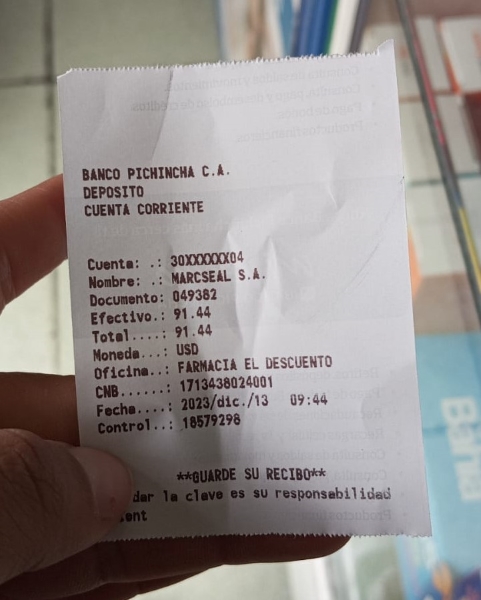 BANCO PICHINCHA C.A.
DEPOSITO
CUENTA CORRIENTE
Cuenta: .: 30XXXXXX04
Nombre: .: MARCSEAL S.A.
Documento: 049382
Efectivo.: 91.44
Total....: 91.44
Moneda...: USD
Oficina..: FARMACIA EL DESCUENTO
CNB......: 1713438024001
Fecha....: 2023/dic./13 09:44
Control..: 18579298
**GUARDE SU RECIBO**
dar la clave es su responsabilidad
ent